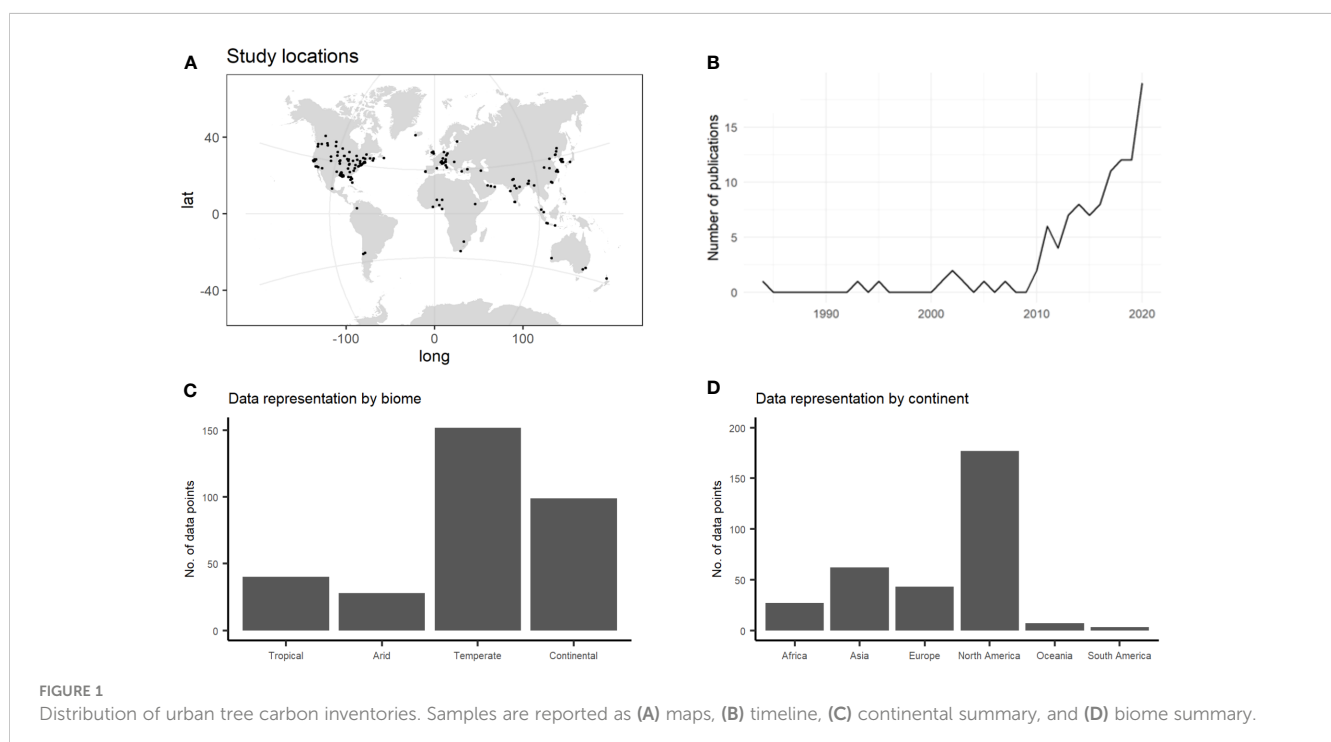 A
Study locations
40
0
-40
lat
-100
0
100
long
B
Number of publications
15
10
5
0
1990
2000
2010
2020
C
Data representation by biome
No. of data points
150
100
50
0
Tropical
Arid
Temperate
Continental
D
Data representation by continent
No. of data points
200
150
100
50
0
Africa
Asia
Europe
North America
Oceania
South America
FIGURE 1
Distribution of urban tree carbon inventories. Samples are reported as (A) maps, (B) timeline, (C) continental summary, and (D) biome summary.